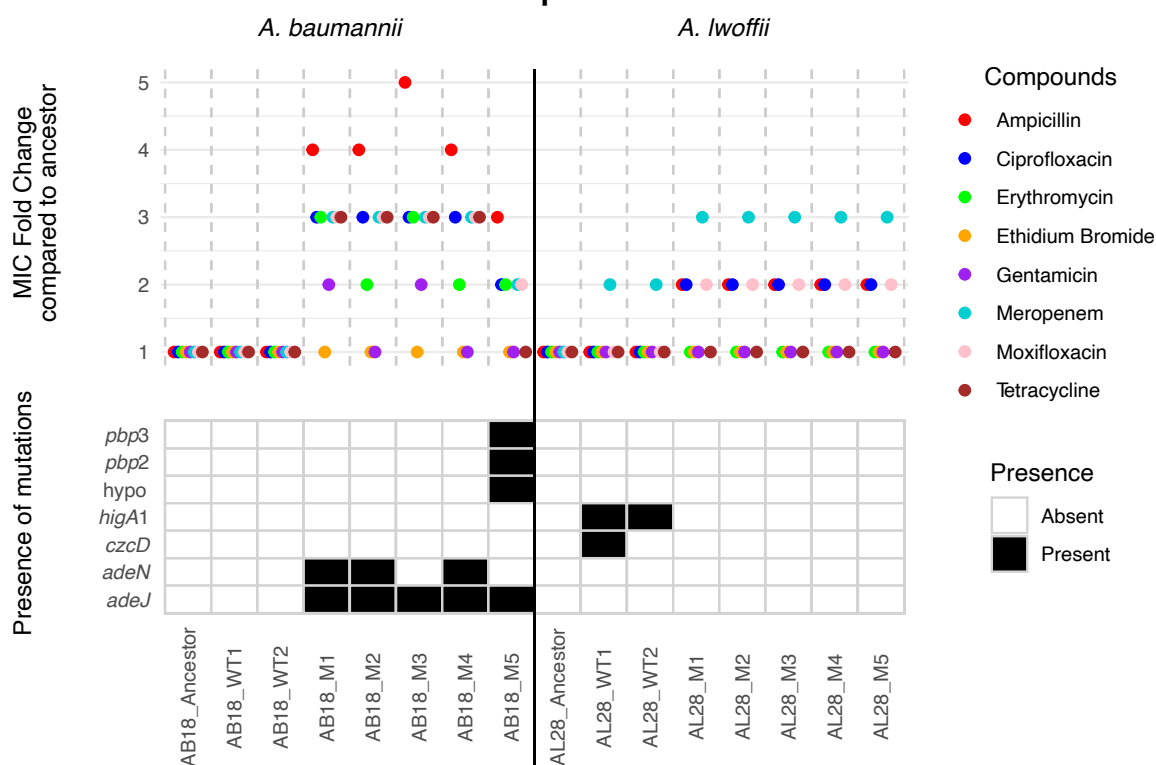 A. baumannii
A. lwoffii
MIC Fold Change
compared to ancestor
5
4
3
2
1
Compounds
Ampicillin
Ciprofloxacin
Erythromycin
Ethidium Bromide
Gentamicin
Meropenem
Moxifloxacin
Tetracycline
Presence of mutations
pbp3
pbp2
hypo
higA1
czcD
adeN
adeJ
Presence
Absent
Present
AB18_Ancestor
AB18_WT1
AB18_WT2
AB18_M1
AB18_M2
AB18_M3
AB18_M4
AB18_M5
AL28_Ancestor
AL28_WT1
AL28_WT2
AL28_M1
AL28_M2
AL28_M3
AL28_M4
AL28_M5